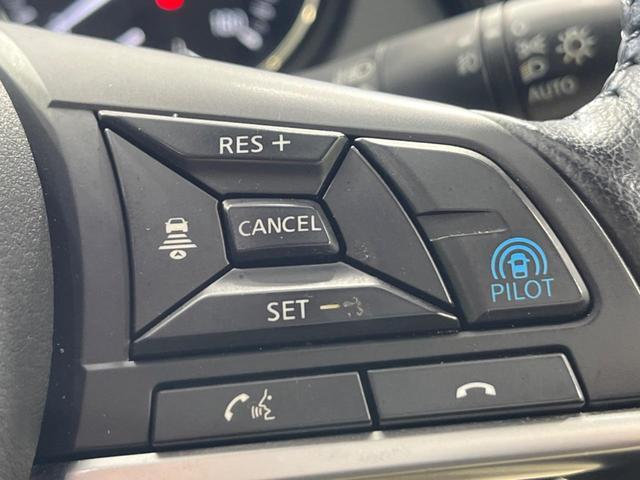 AUTO
RES +
CANCEL
SET -
PILOT